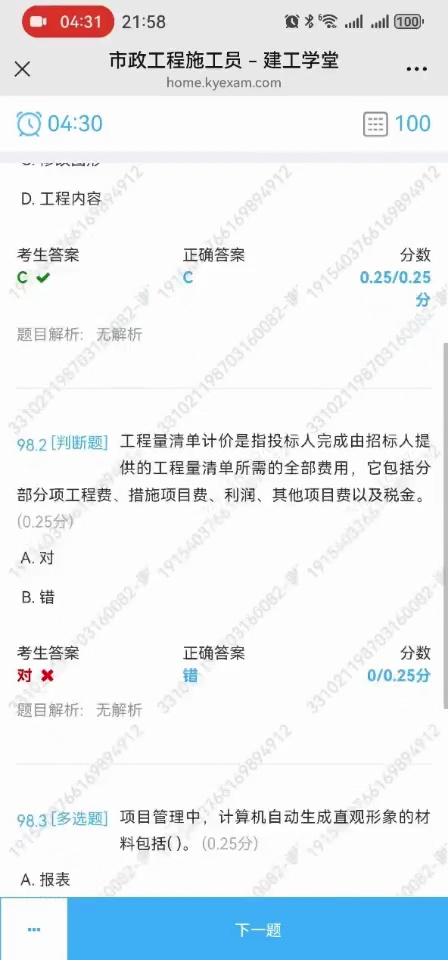 04:31 21:58 100
市政工程施工员 - 建工学堂
home.kyexam.com
04:30 100
D. 工程内容
考生答案 正确答案 分数
C C 0.25/0.25
分
题目解析: 无解析
98.2 [判断题] 工程量清单计价是指投标人完成由招标人提
供的工程量清单所需的全部费用，它包括分
部分项工程费、措施项目费、利润、其他项目费以及税金。
(0.25分)
A. 对
B. 错
考生答案 正确答案 分数
对 错 0/0.25分
题目解析: 无解析
98.3 [多选题] 项目管理中，计算机自动生成直观形象的材
料包括( )。 (0.25分)
A. 报表
下一题